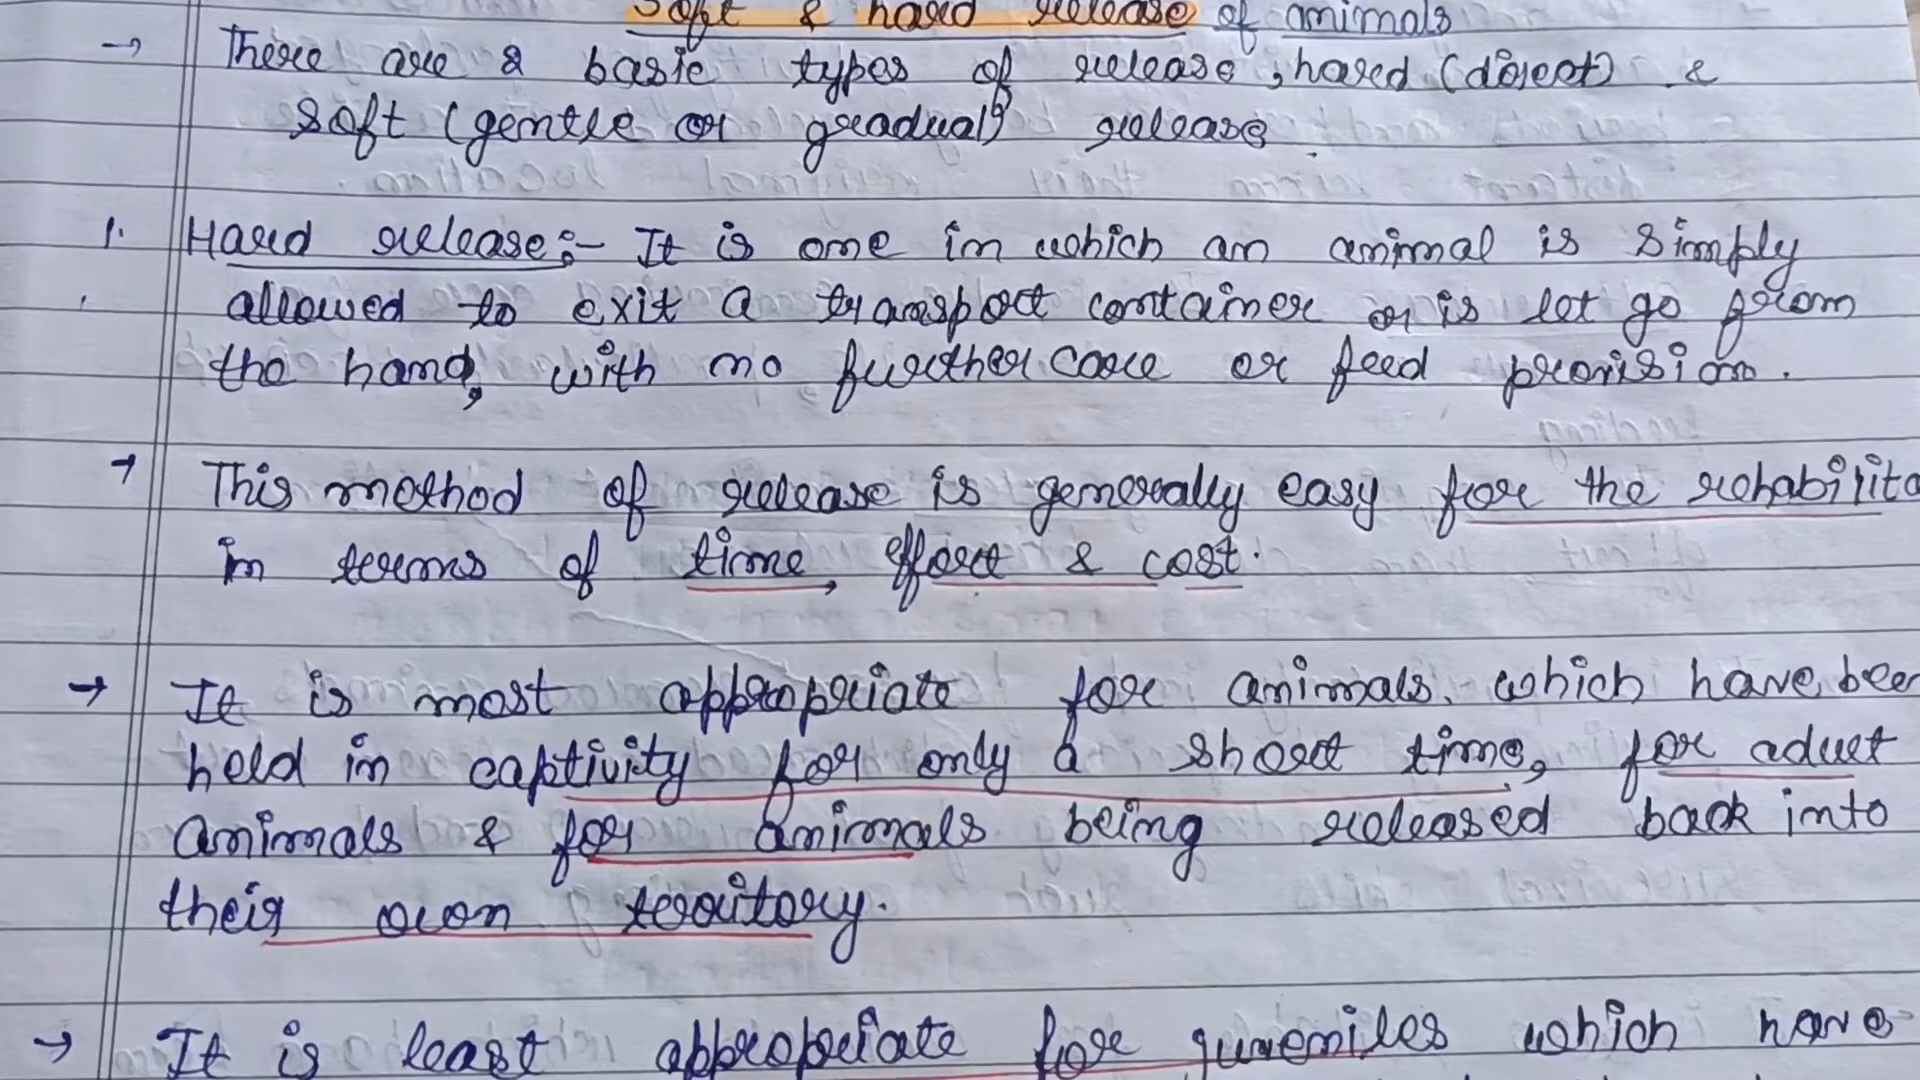 Soft & hard release of animals
→ There are 2 basic types of release, hard (direct) &
soft (gentle or gradual) release.
1. Hard release:- It is one in which an animal is simply
allowed to exit a transport container or is let go from
the hand, with no further care or feed provision.
→ This method of release is generally easy for the rehabilita
in terms of time, effort & cost.
→ It is most appropriate for animals which have been
held in captivity for only a short time, for adult
animals & for animals being released back into
their own territory.
→ It is least appropriate for juveniles which have